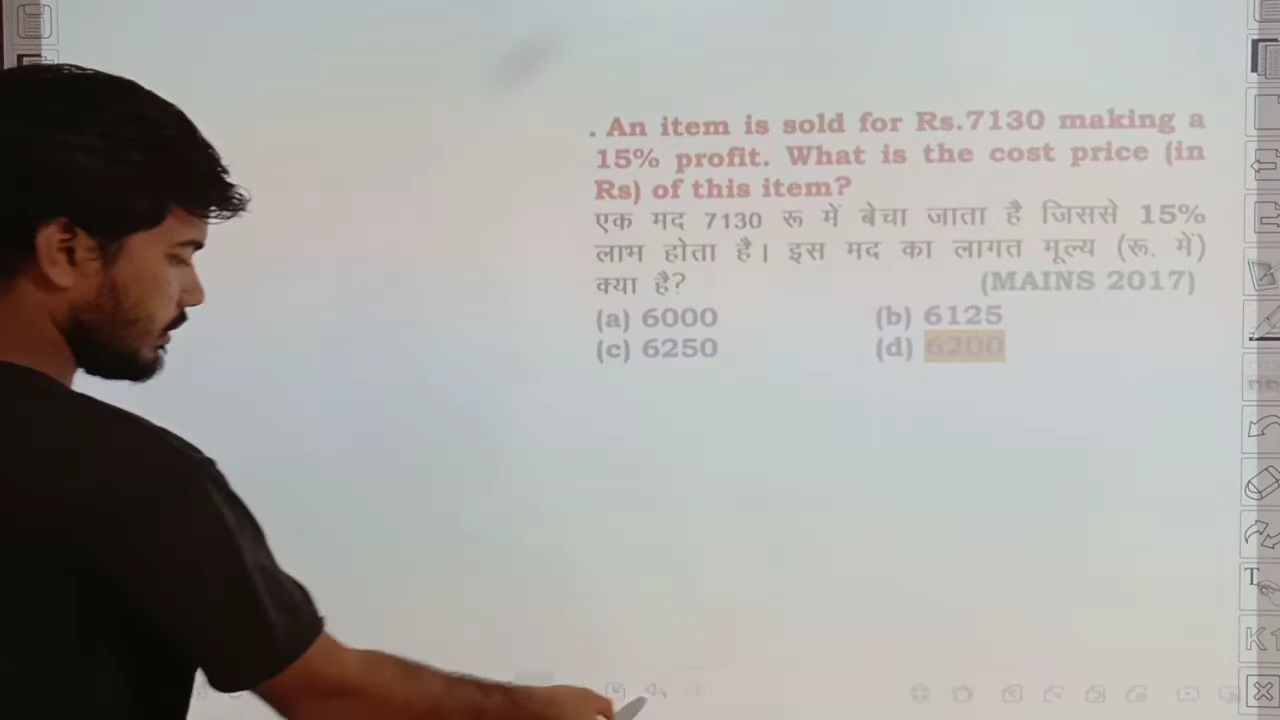 . An item is sold for Rs.7130 making a
15% profit. What is the cost price (in
Rs) of this item?
एक मद 7130 रू में बेचा जाता है जिससे 15%
लाभ होता है। इस मद का लागत मूल्य (रू. में)
क्या है? (MAINS 2017)
(a) 6000 (b) 6125
(c) 6250 (d) 6200
T
K1